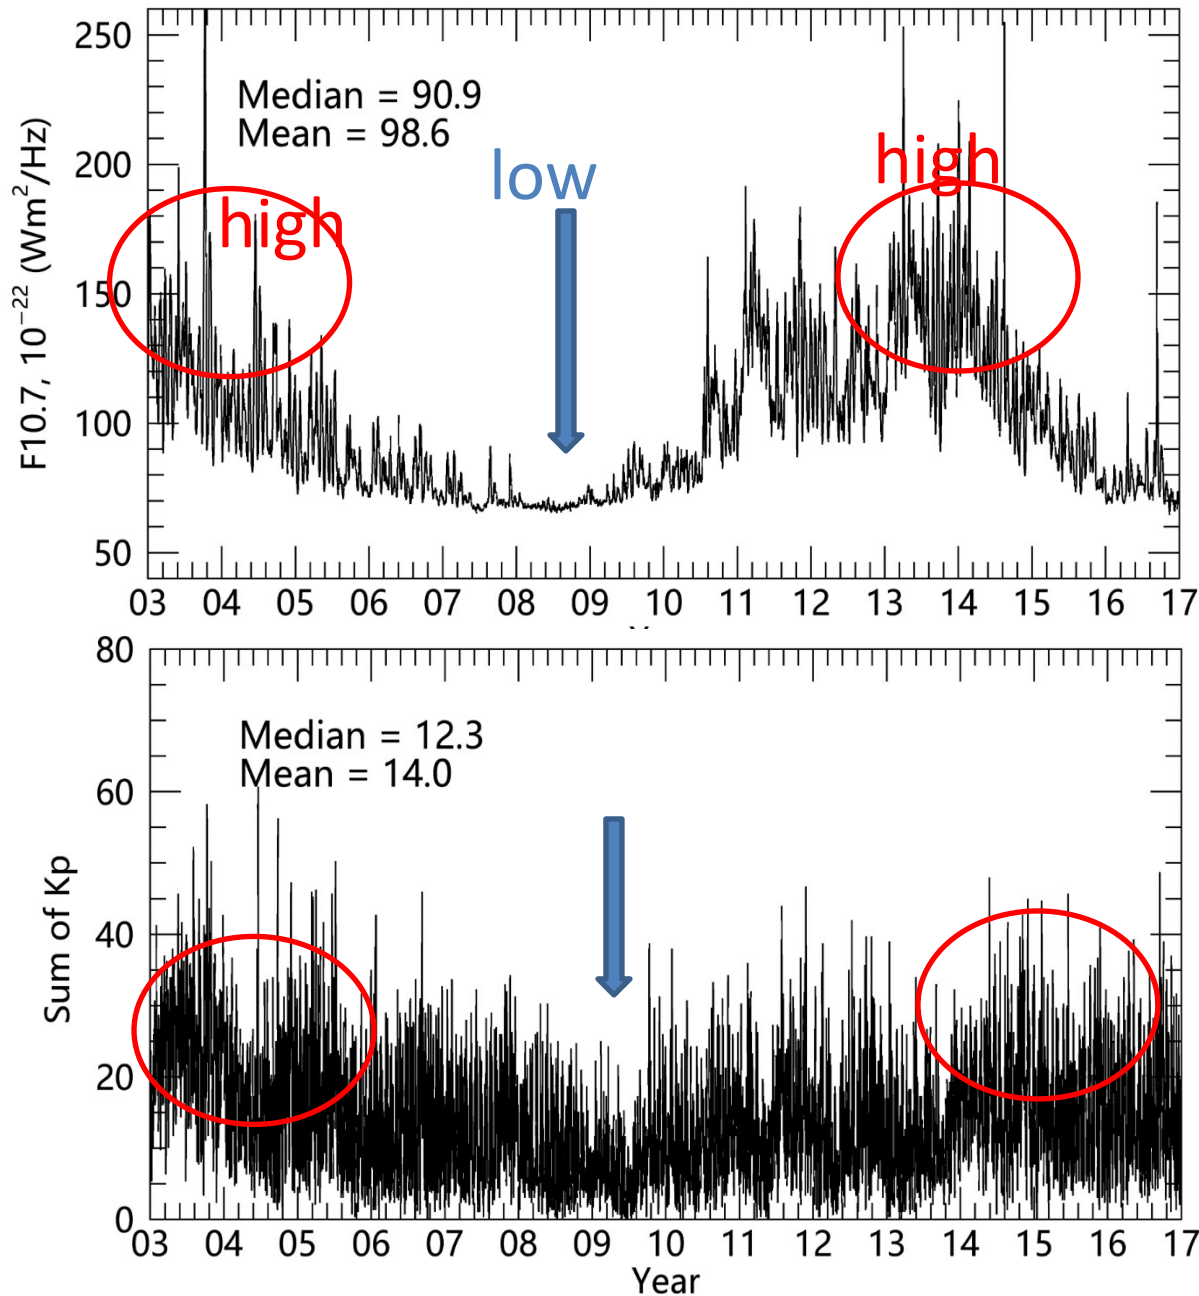 250
200
150
100
50
F10.7, 10⁻²² (Wm²/Hz)
Median = 90.9
Mean = 98.6
high
low
high
03 04 05 06 07 08 09 10 11 12 13 14 15 16 17
80
60
40
20
0
Sum of Kp
Median = 12.3
Mean = 14.0
03 04 05 06 07 08 09 10 11 12 13 14 15 16 17
Year